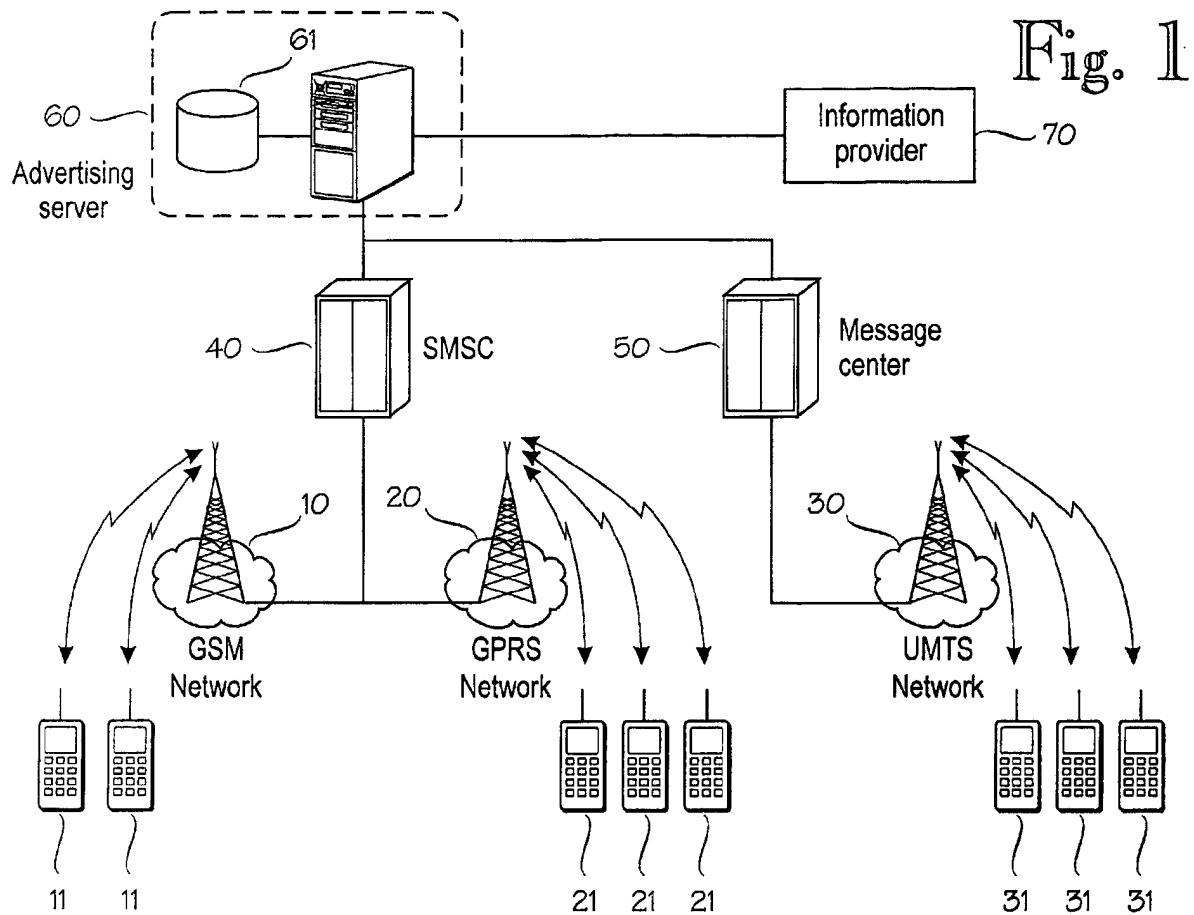 Fig. 1
61
60
Advertising
server
Information
provider
70
40
SMSC
50
Message
center
10
20
30
GSM
Network
GPRS
Network
UMTS
Network
11
11
21
21
21
31
31
31